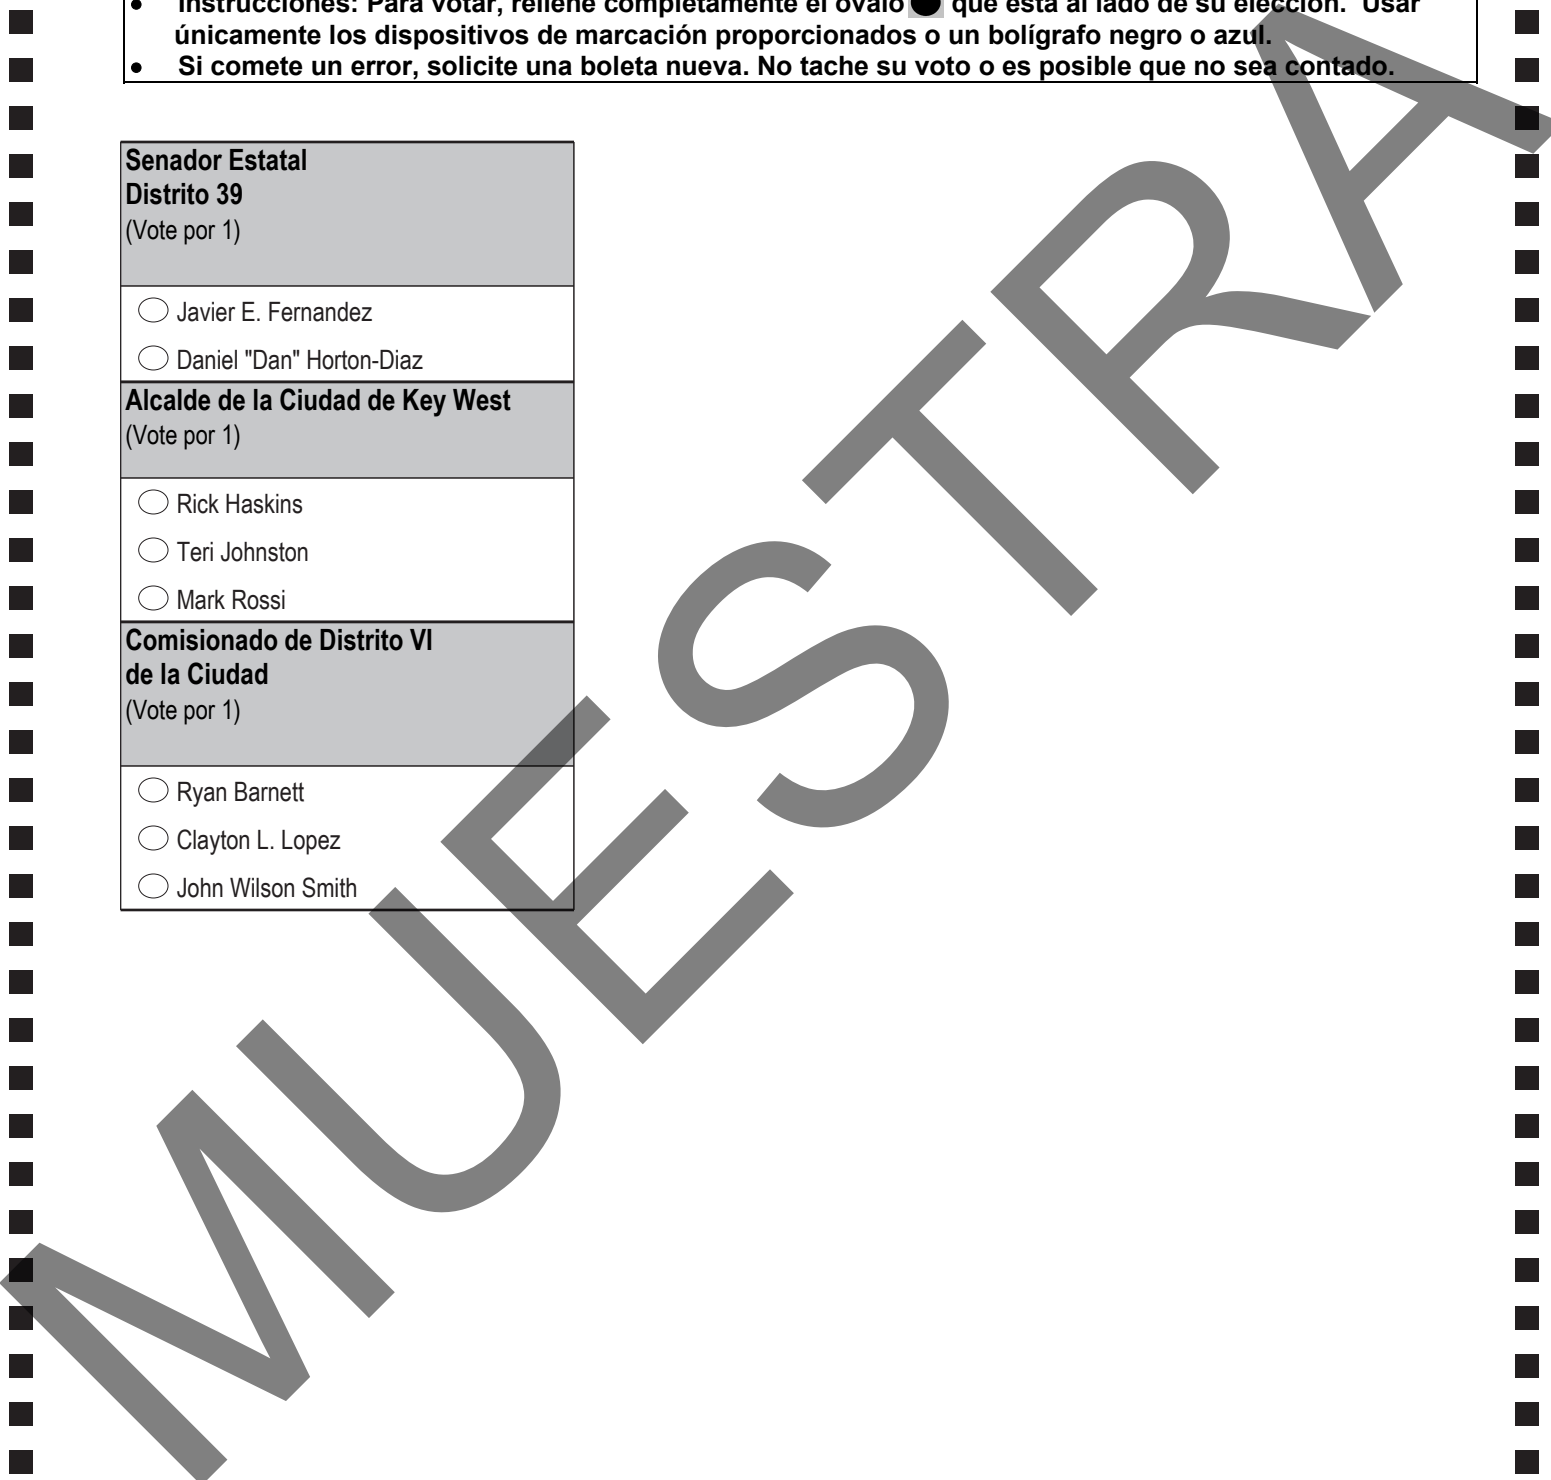 • Instrucciones: Para votar, rellene completamente el óvalo que está al lado de su elección. Usar
únicamente los dispositivos de marcación proporcionados o un bolígrafo negro o azul.
• Si comete un error, solicite una boleta nueva. No tache su voto o es posible que no sea contado.
Senador Estatal
Distrito 39
(Vote por 1)
Javier E. Fernandez
Daniel "Dan" Horton-Diaz
Alcalde de la Ciudad de Key West
(Vote por 1)
Rick Haskins
Teri Johnston
Mark Rossi
Comisionado de Distrito VI
de la Ciudad
(Vote por 1)
Ryan Barnett
Clayton L. Lopez
John Wilson Smith
MUESTRA